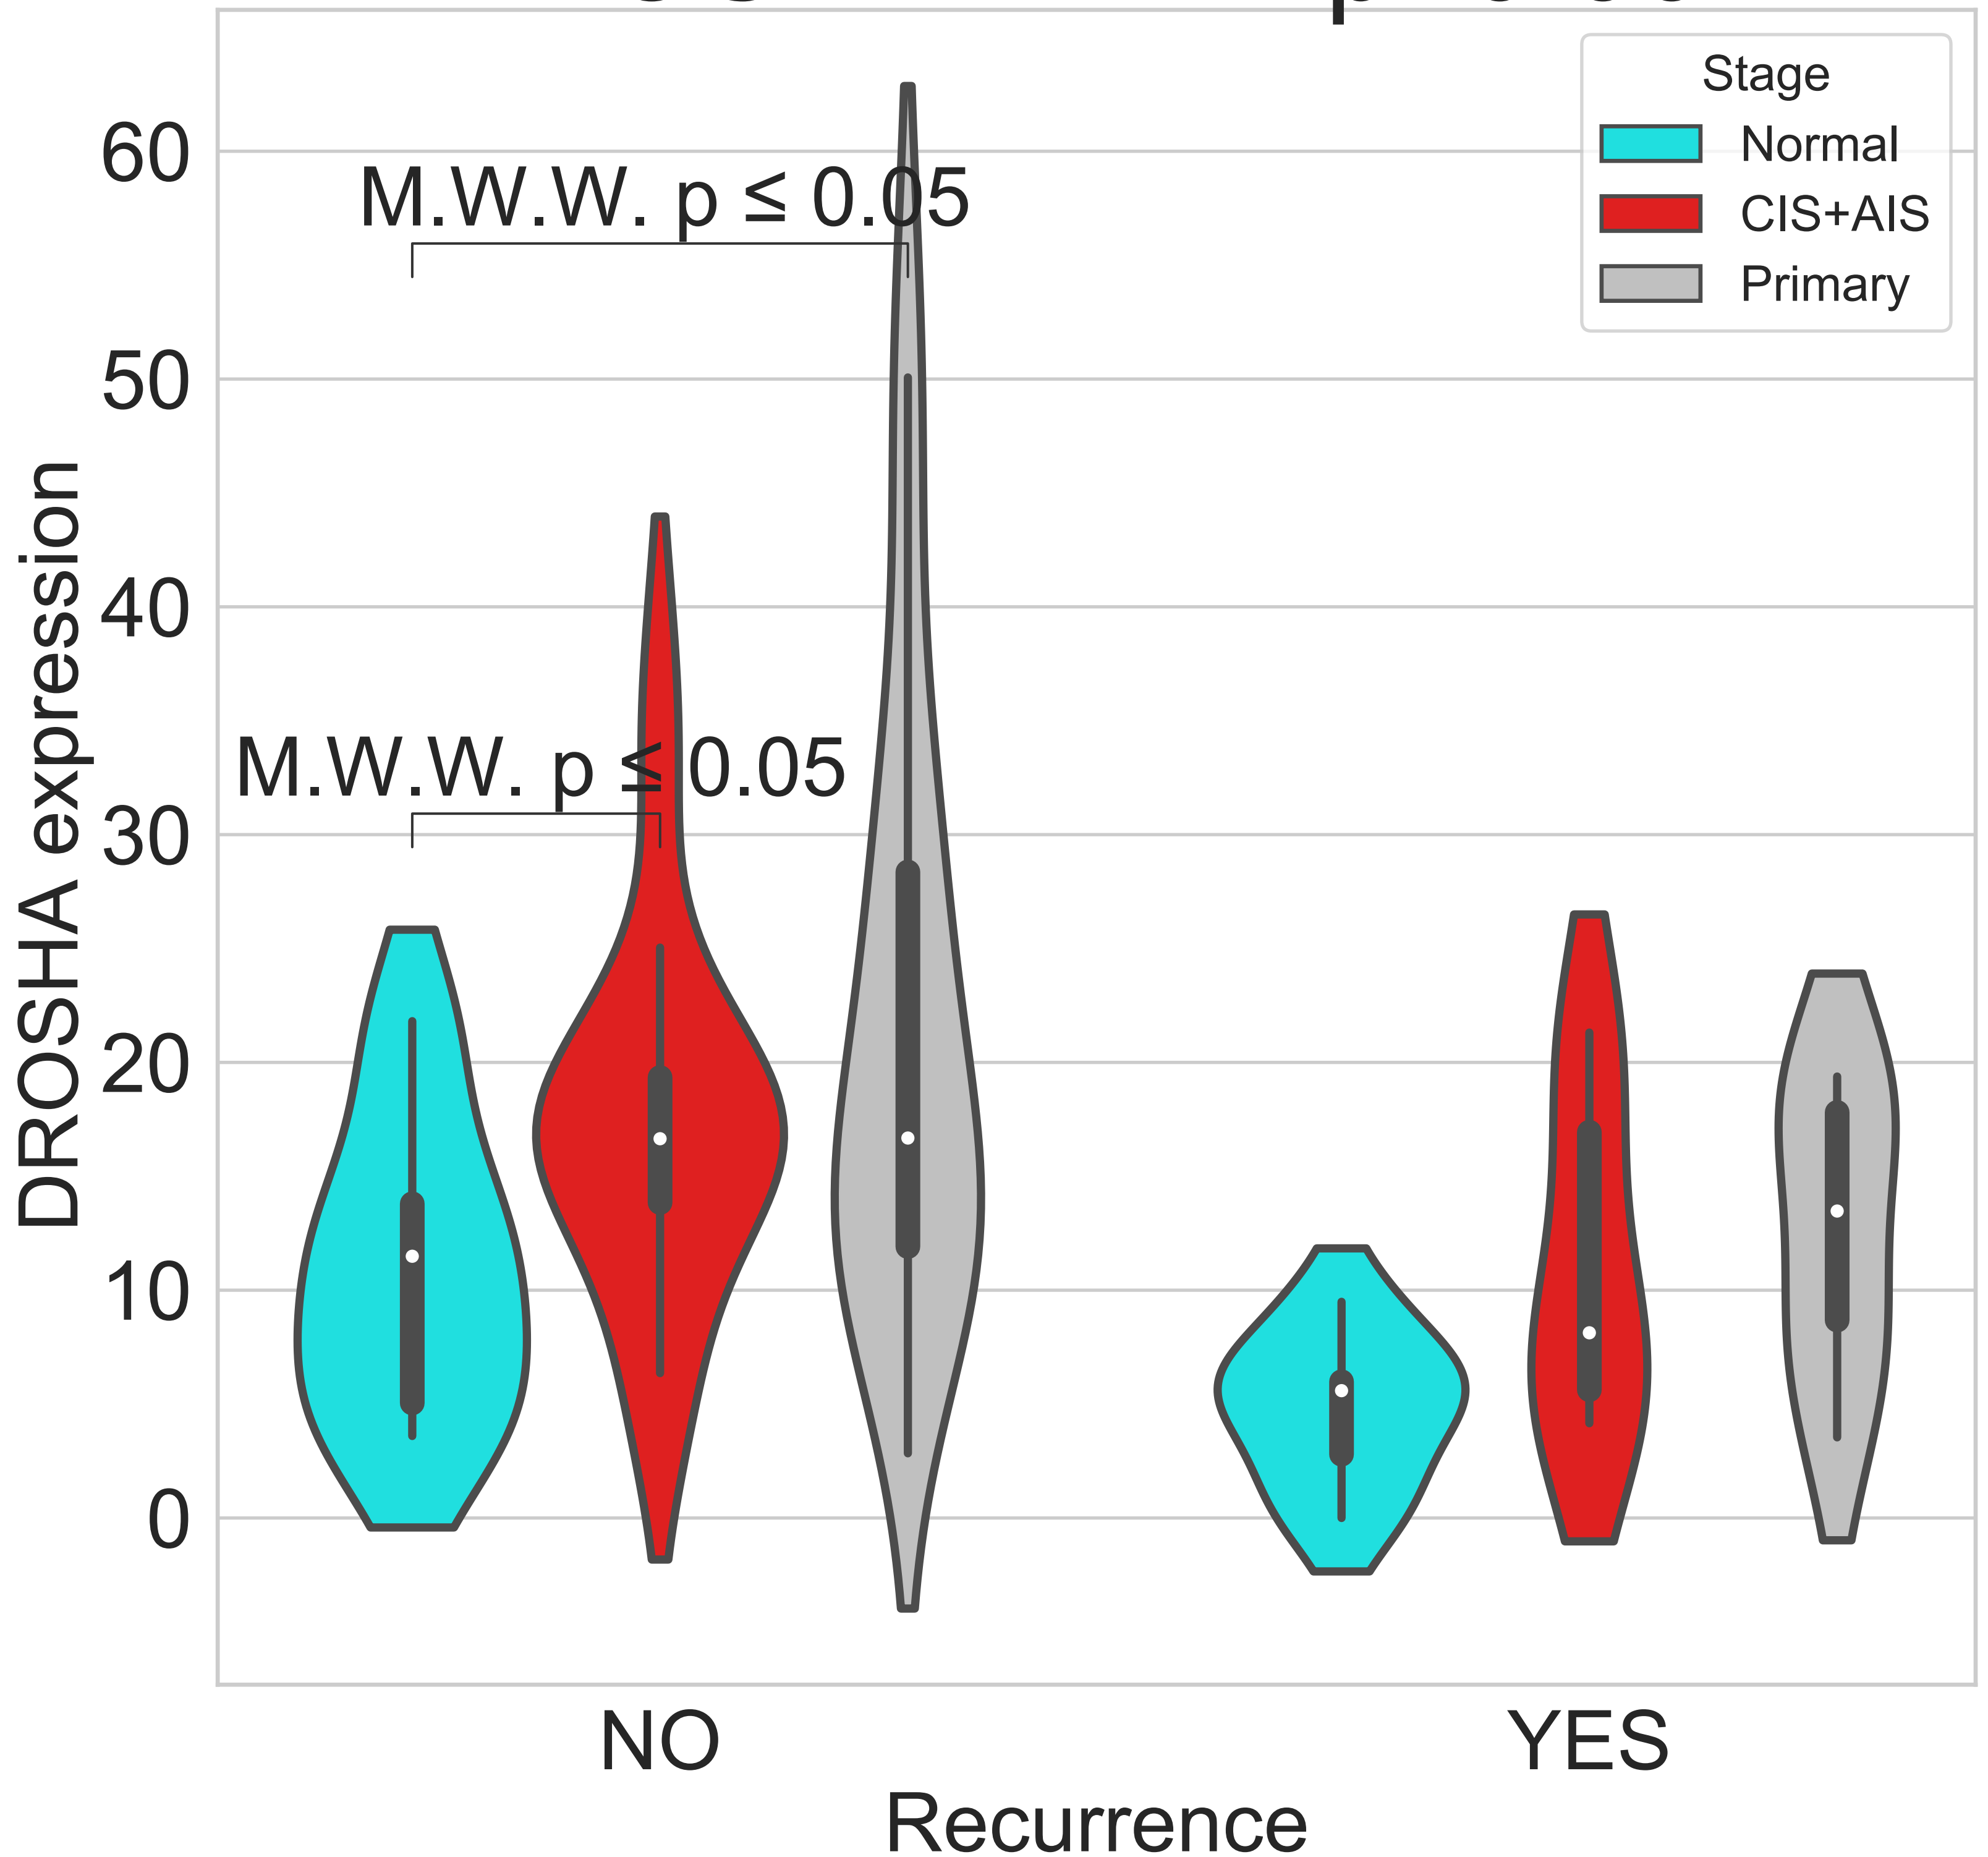 Stage
Normal
CIS+AIS
Primary
60
50
40
30
20
10
0
DROSHA expression
M.W.W. p ≤ 0.05
M.W.W. p ≤ 0.05
NO
YES
Recurrence